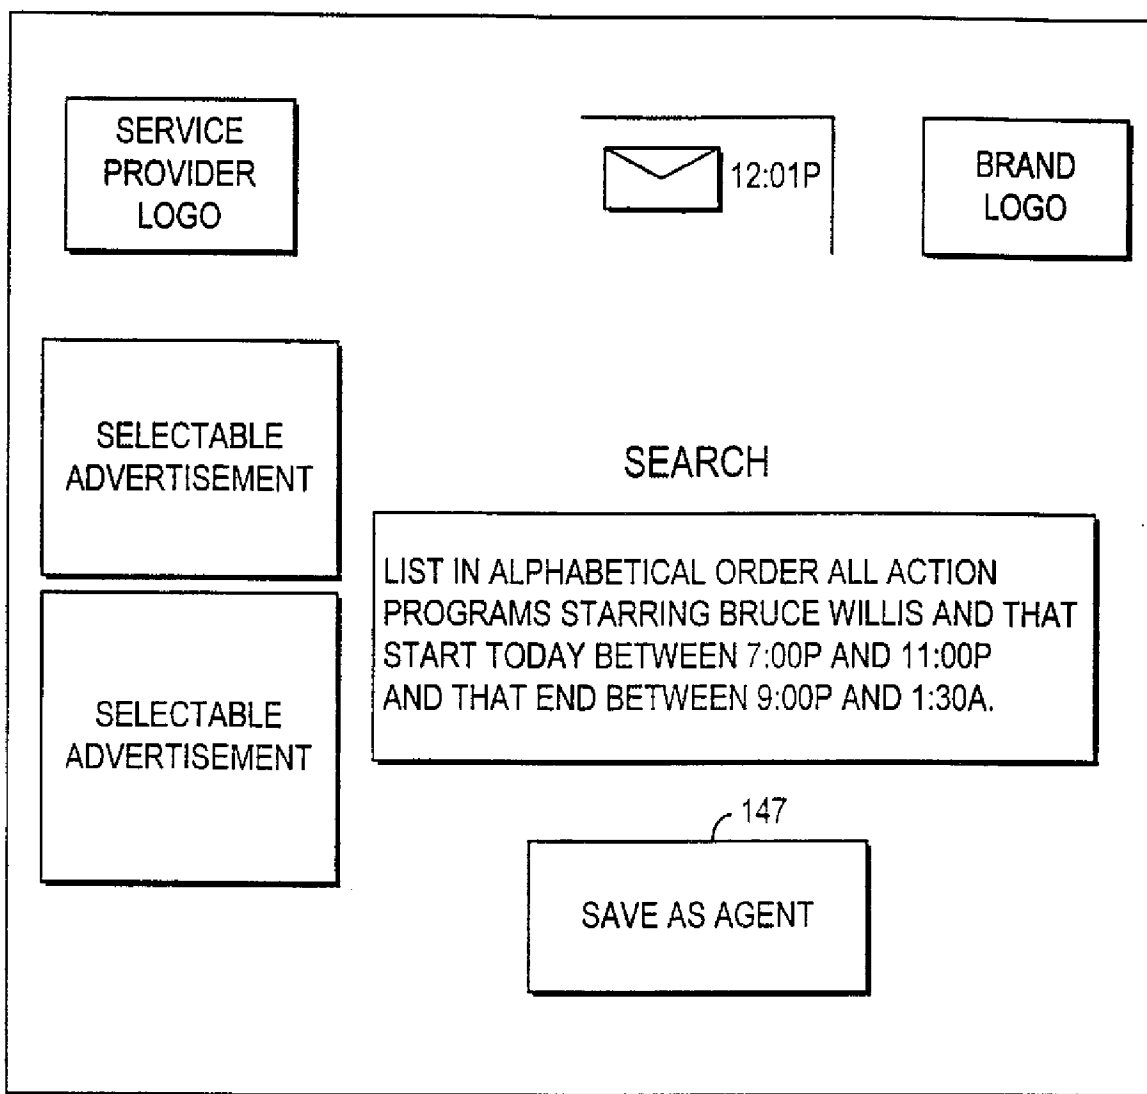 SERVICE
PROVIDER
LOGO
12:01P
BRAND
LOGO
SELECTABLE
ADVERTISEMENT
SELECTABLE
ADVERTISEMENT
SEARCH
LIST IN ALPHABETICAL ORDER ALL ACTION
PROGRAMS STARRING BRUCE WILLIS AND THAT
START TODAY BETWEEN 7:00P AND 11:00P
AND THAT END BETWEEN 9:00P AND 1:30A.
147
SAVE AS AGENT